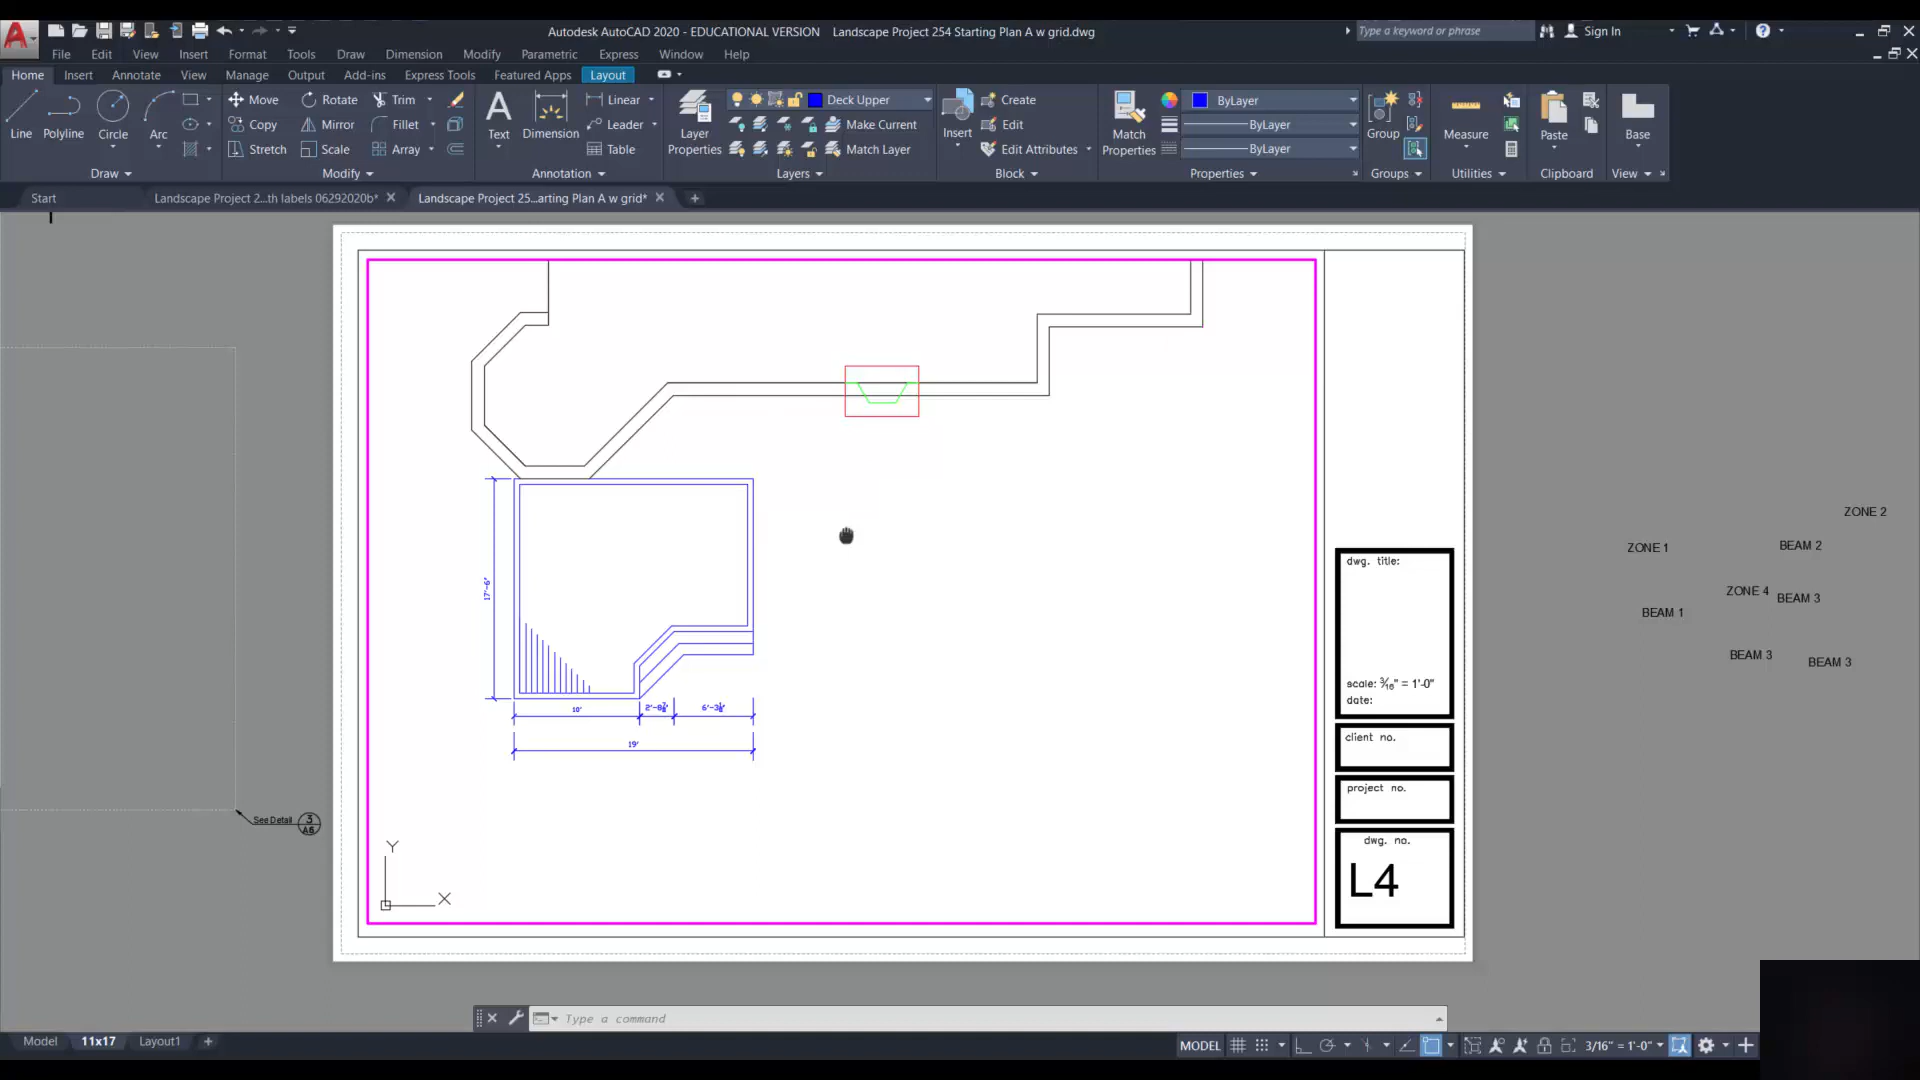 Autodesk AutoCAD 2020 - EDUCATIONAL VERSION Landscape Project 254 Starting Plan A w grid.dwg
Type a keyword or phrase
Sign In
File Edit View Insert Format Tools Draw Dimension Modify Parametric Express Window Help
Home Insert Annotate View Manage Output Add-ins Express Tools Featured Apps Layout
Line Polyline Circle Arc
Move Rotate Trim
Copy Mirror Fillet
Stretch Scale Array
Text Dimension
Linear
Leader
Table
Layer Properties
Deck Upper
Make Current
Match Layer
Insert
Create
Edit
Edit Attributes
Match Properties
ByLayer
ByLayer
ByLayer
Group Measure Paste Base
Draw Modify Annotation Layers Block Properties Groups Utilities Clipboard View
Start Landscape Project 2...th labels 06292020b* Landscape Project 25...arting Plan A w grid*
17'-6"
10'
19'
See Detail 3
A6
Y
X
dwg. title:
scale: 3/16" = 1'-0"
date:
client no.
project no.
dwg. no.
L4
ZONE 2
ZONE 1
BEAM 2
ZONE 4
BEAM 3
BEAM 1
BEAM 3
BEAM 3
Type a command
Model 11x17 Layout1
MODEL
3/16" = 1'-0"